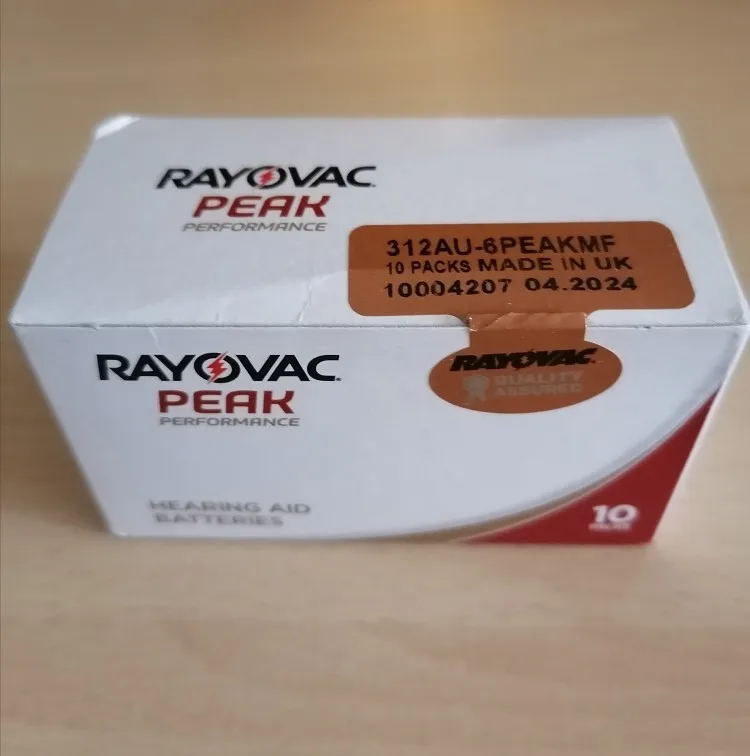 RAYOVAC
PEAK
PERFORMANCE
312AU-6PEAKMF
10 PACKS MADE IN UK
10004207 04.2024
RAYOVAC
PEAK
PERFORMANCE
RAYOVAC
QUALITY
ASSURED
HEARING AID
BATTERIES
10
PACKS